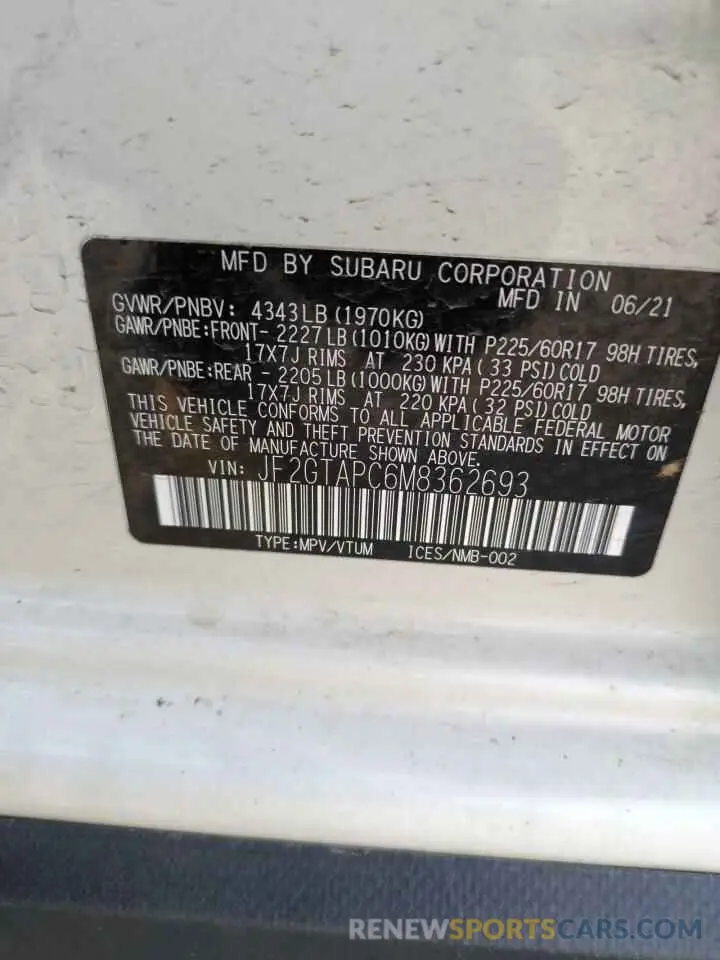 MFD BY SUBARU CORPORATION
MFD IN 06/21
GVWR/PNBV: 4343LB(1970KG)
GAWR/PNBE:FRONT- 2227LB(1010KG)WITH P225/60R17 98H TIRES,
17X7J RIMS AT 230 KPA( 33 PSI)COLD
GAWR/PNBE:REAR - 2205LB(1000KG)WITH P225/60R17 98H TIRES,
17X7J RIMS AT 220 KPA( 32 PSI)COLD
THIS VEHICLE CONFORMS TO ALL APPLICABLE FEDERAL MOTOR
VEHICLE SAFETY AND THEFT PREVENTION STANDARDS IN EFFECT ON
THE DATE OF MANUFACTURE SHOWN ABOVE.
VIN: JF2GTAPC6M8362693
TYPE:MPV/VTUM ICES/NMB-002
RENEWSPORTSCARS.COM